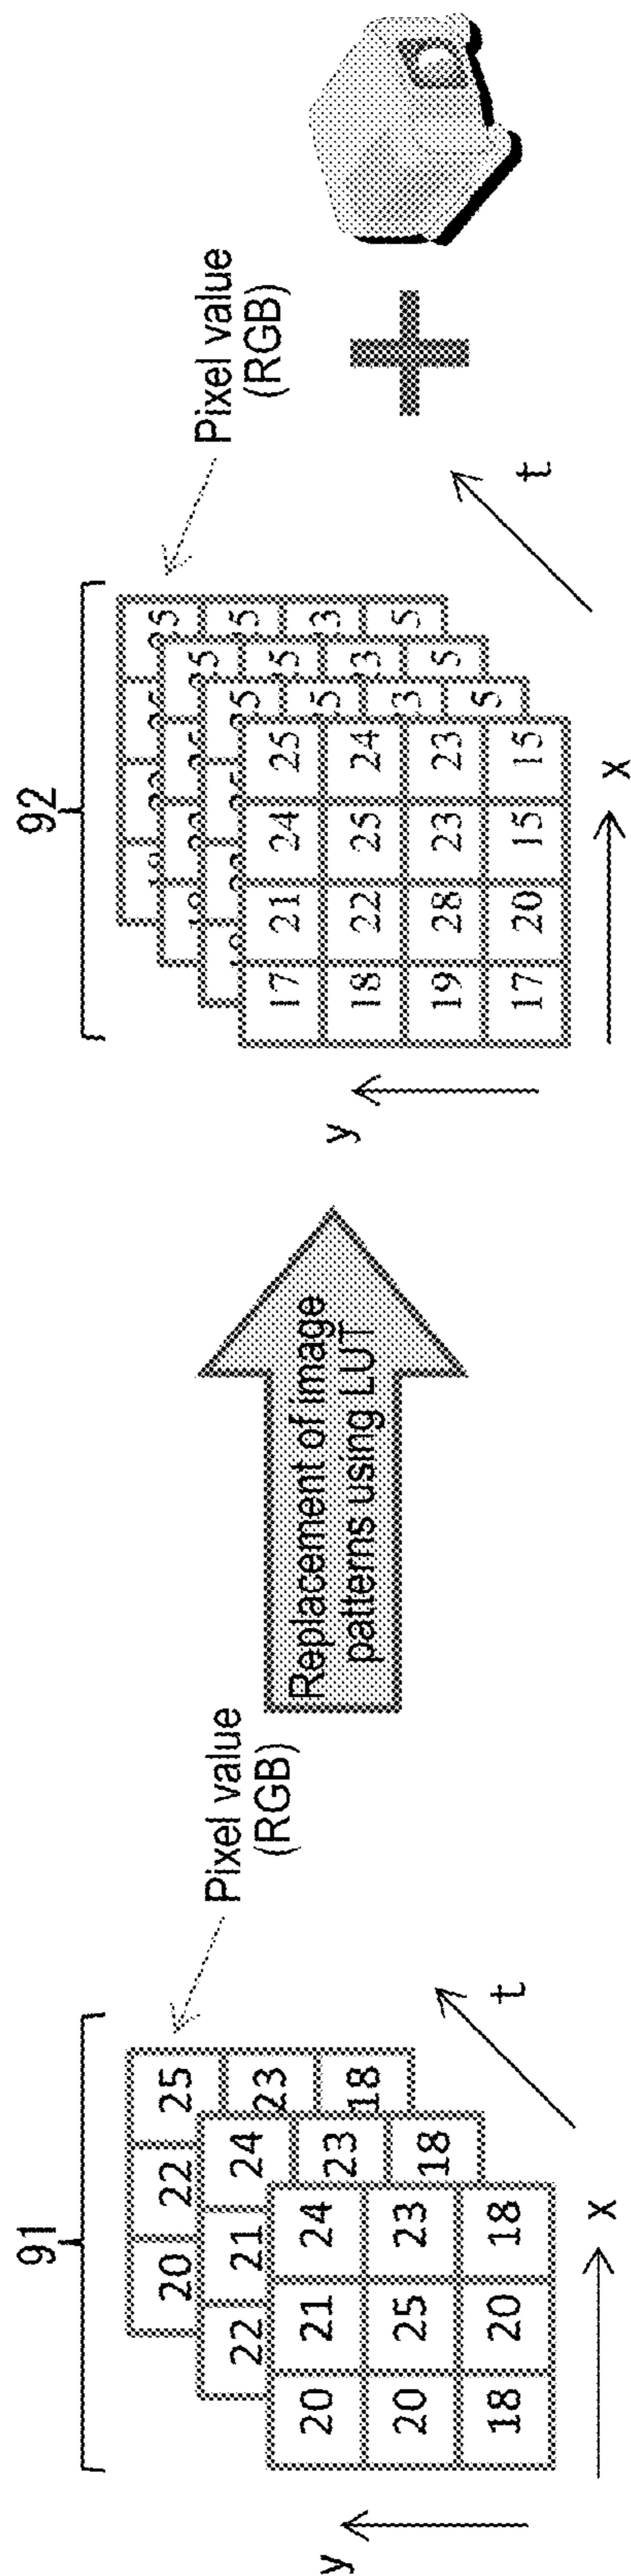 91
Pixel value
(RGB)
20 22 25
23
18
22 21 24
23
18
20 21 24
20 25 23
18 20 18
y
x
t
Replacement of image
patterns using LUT
92
Pixel value
(RGB)
17 21 24 25
18 22 25 24
19 28 23 23
17 20 15 15
y
x
t